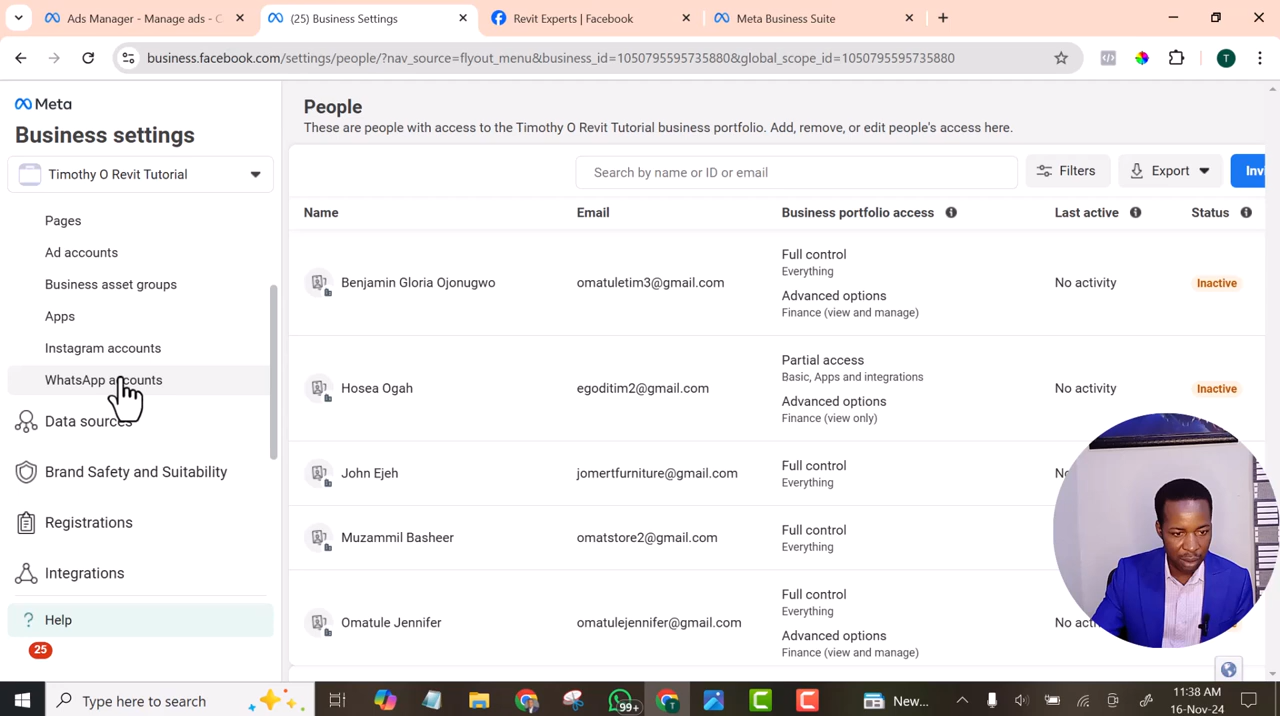 Ads Manager - Manage ads - C
(25) Business Settings
Revit Experts | Facebook
Meta Business Suite
business.facebook.com/settings/people/?nav_source=flyout_menu&business_id=1050795595735880&global_scope_id=1050795595735880
T
Meta
Business settings
Timothy O Revit Tutorial
Pages
Ad accounts
Business asset groups
Apps
Instagram accounts
WhatsApp accounts
Data sources
Brand Safety and Suitability
Registrations
Integrations
? Help
25
People
These are people with access to the Timothy O Revit Tutorial business portfolio. Add, remove, or edit people's access here.
Search by name or ID or email
Filters
Export
Invi
Name Email Business portfolio access Last active Status
Benjamin Gloria Ojonugwo omatuletim3@gmail.com Full control No activity Inactive
Everything
Advanced options
Finance (view and manage)
Hosea Ogah egoditim2@gmail.com Partial access No activity Inactive
Basic, Apps and integrations
Advanced options
Finance (view only)
John Ejeh jomertfurniture@gmail.com Full control No
Everything
Muzammil Basheer omatstore2@gmail.com Full control
Everything
Omatule Jennifer omatulejennifer@gmail.com Full control No ac
Everything
Advanced options
Finance (view and manage)
Type here to search
99+
T
New...
11:38 AM
16-Nov-24